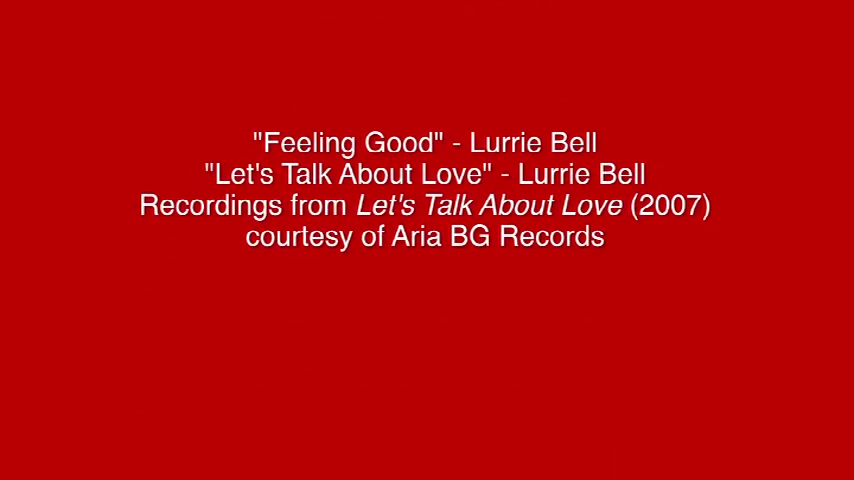 "Feeling Good" - Lurrie Bell
"Let's Talk About Love" - Lurrie Bell
Recordings from Let's Talk About Love (2007)
courtesy of Aria BG Records